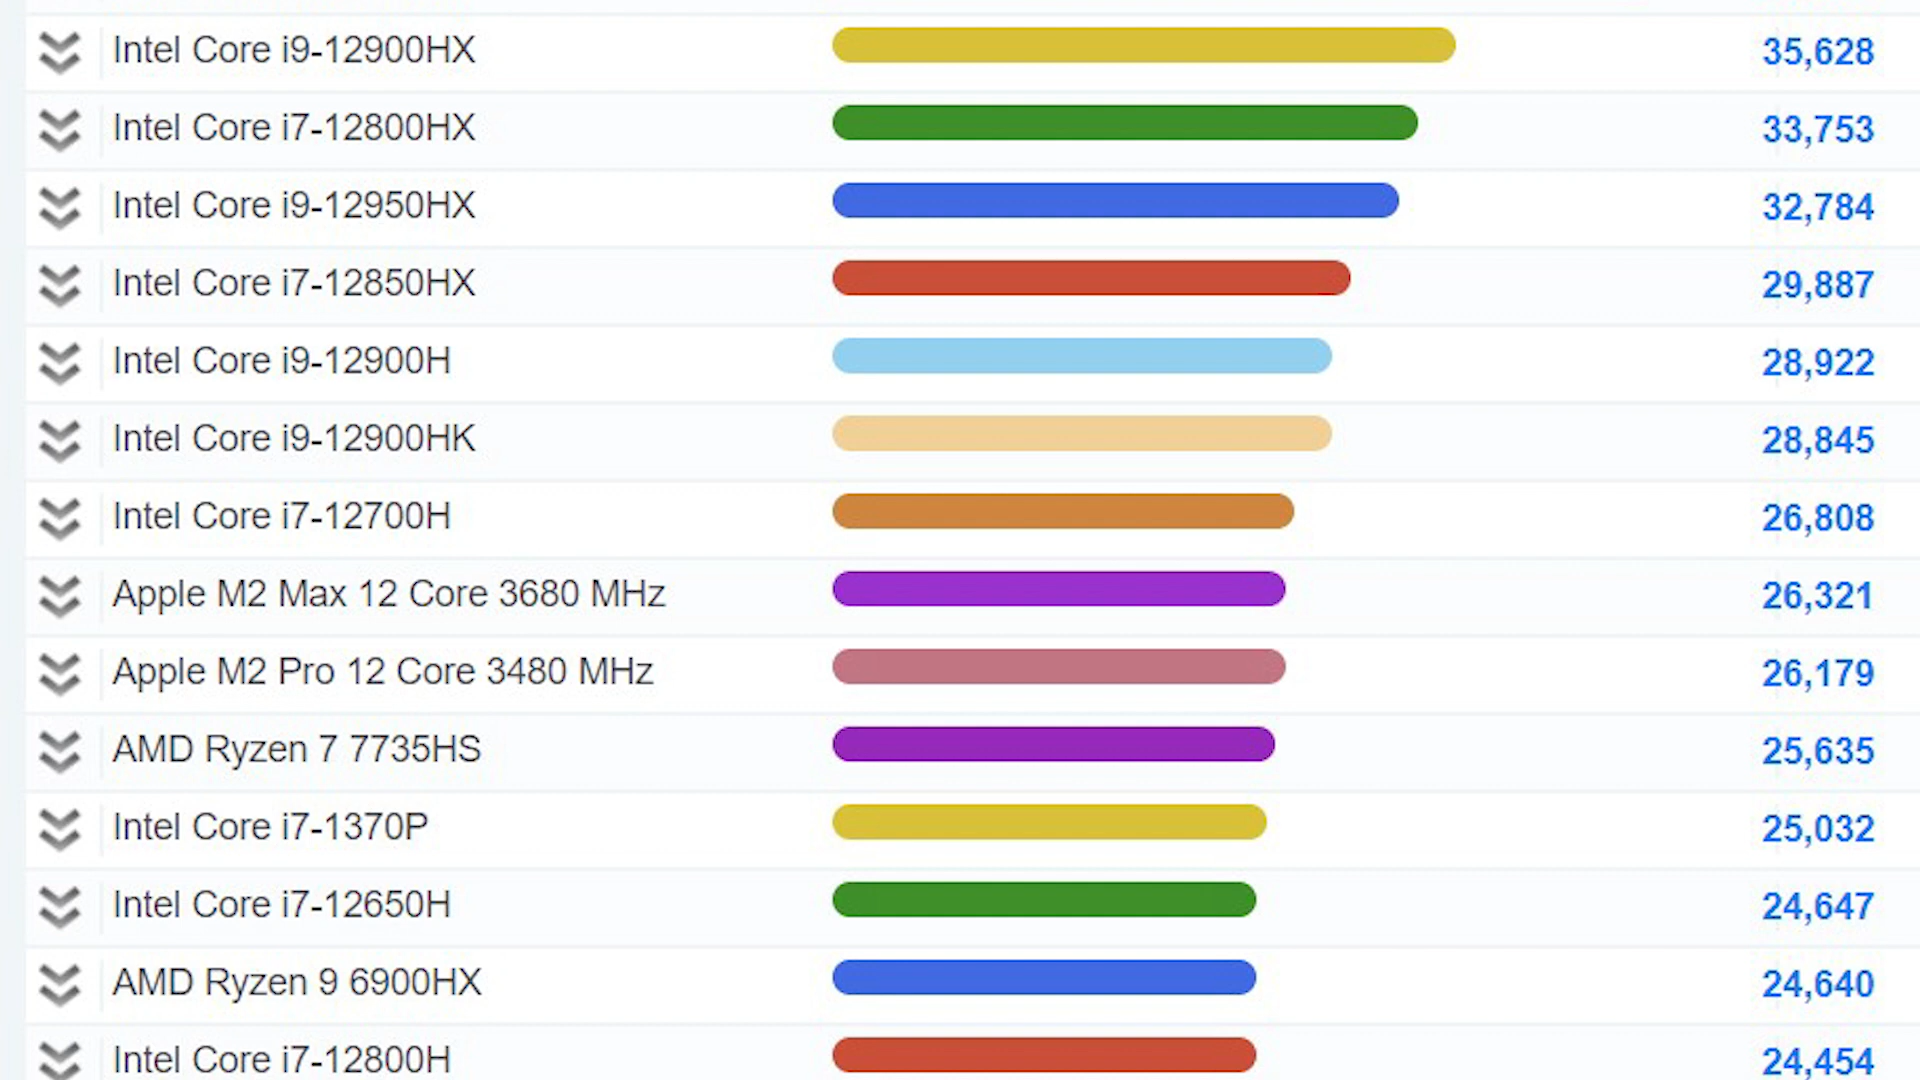 Intel Core i9-12900HX 35,628
Intel Core i7-12800HX 33,753
Intel Core i9-12950HX 32,784
Intel Core i7-12850HX 29,887
Intel Core i9-12900H 28,922
Intel Core i9-12900HK 28,845
Intel Core i7-12700H 26,808
Apple M2 Max 12 Core 3680 MHz 26,321
Apple M2 Pro 12 Core 3480 MHz 26,179
AMD Ryzen 7 7735HS 25,635
Intel Core i7-1370P 25,032
Intel Core i7-12650H 24,647
AMD Ryzen 9 6900HX 24,640
Intel Core i7-12800H 24,454